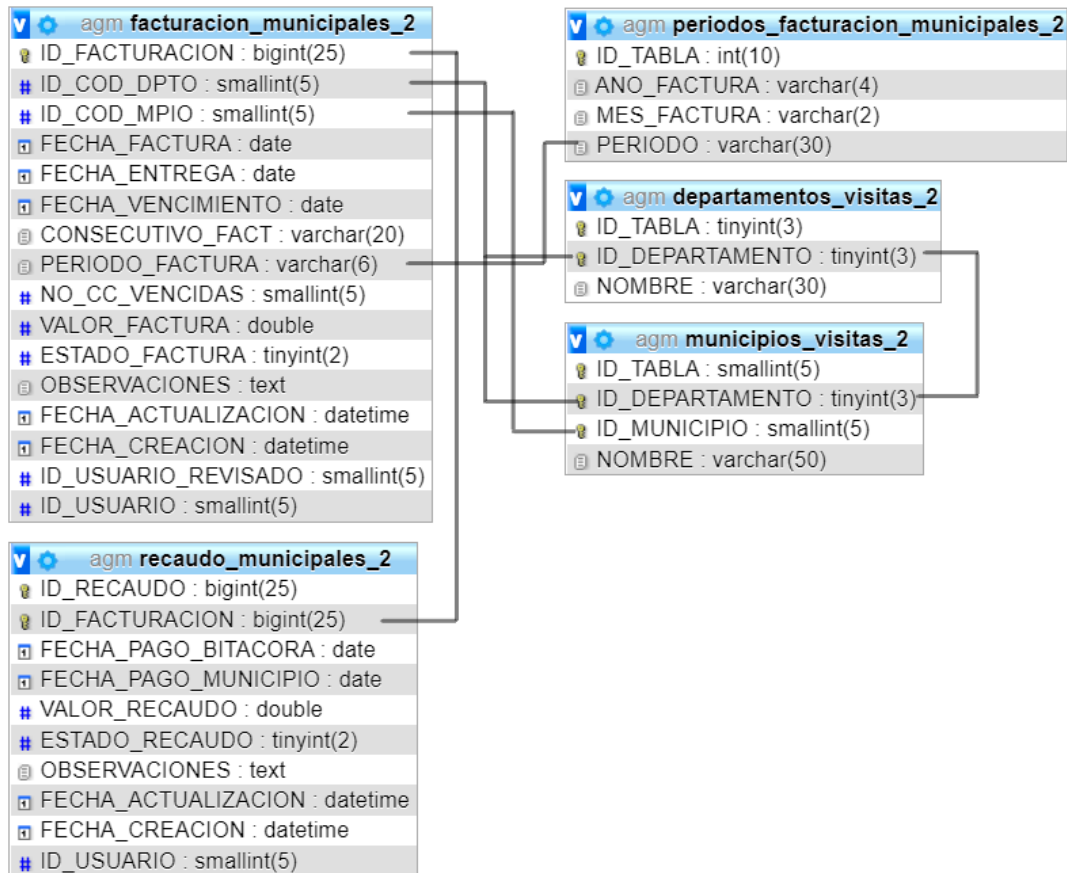 agm facturacion_municipales_2
ID_FACTURACION : bigint(25)
ID_COD_DPTO : smallint(5)
ID_COD_MPIO : smallint(5)
FECHA_FACTURA : date
FECHA_ENTREGA : date
FECHA_VENCIMIENTO : date
CONSECUTIVO_FACT : varchar(20)
PERIODO_FACTURA : varchar(6)
NO_CC_VENCIDAS : smallint(5)
VALOR_FACTURA : double
ESTADO_FACTURA : tinyint(2)
OBSERVACIONES : text
FECHA_ACTUALIZACION : datetime
FECHA_CREACION : datetime
ID_USUARIO_REVISADO : smallint(5)
ID_USUARIO : smallint(5)
agm recaudo_municipales_2
ID_RECAUDO : bigint(25)
ID_FACTURACION : bigint(25)
FECHA_PAGO_BITACORA : date
FECHA_PAGO_MUNICIPIO : date
VALOR_RECAUDO : double
ESTADO_RECAUDO : tinyint(2)
OBSERVACIONES : text
FECHA_ACTUALIZACION : datetime
FECHA_CREACION : datetime
ID_USUARIO : smallint(5)
agm periodos_facturacion_municipales_2
ID_TABLA : int(10)
ANO_FACTURA : varchar(4)
MES_FACTURA : varchar(2)
PERIODO : varchar(30)
agm departamentos_visitas_2
ID_TABLA : tinyint(3)
ID_DEPARTAMENTO : tinyint(3)
NOMBRE : varchar(30)
agm municipios_visitas_2
ID_TABLA : smallint(5)
ID_DEPARTAMENTO : tinyint(3)
ID_MUNICIPIO : smallint(5)
NOMBRE : varchar(50)